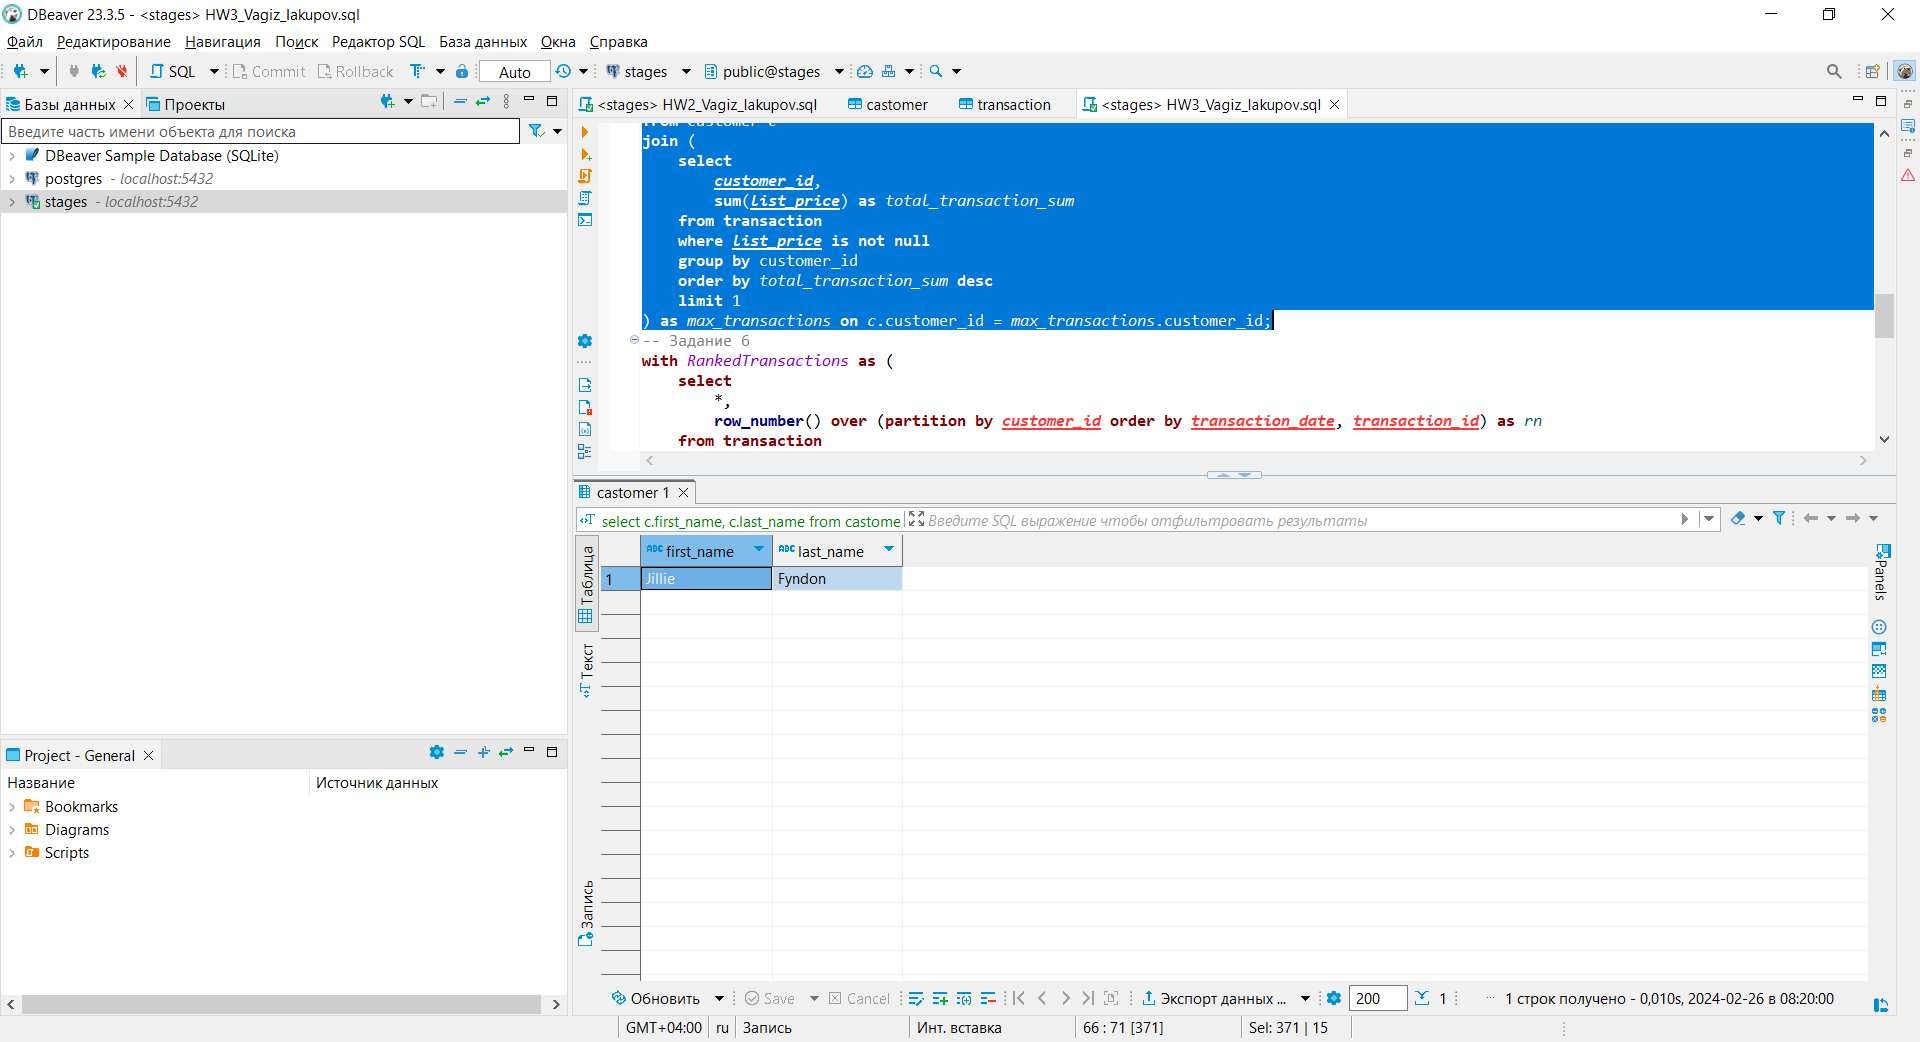 DBeaver 23.3.5 - <stages> HW3_Vagiz_Iakupov.sql
Файл Редактирование Навигация Поиск Редактор SQL База данных Окна Справка
SQL Commit Rollback Auto stages public@stages
Базы данных Проекты
Введите часть имени объекта для поиска
DBeaver Sample Database (SQLite)
postgres - localhost:5432
stages - localhost:5432
Project - General
Название Источник данных
Bookmarks
Diagrams
Scripts
<stages> HW2_Vagiz_Iakupov.sql castomer transaction <stages> HW3_Vagiz_Iakupov.sql
join (
select
customer_id,
sum(list_price) as total_transaction_sum
from transaction
where list_price is not null
group by customer_id
order by total_transaction_sum desc
limit 1
) as max_transactions on c.customer_id = max_transactions.customer_id;
-- Задание 6
with RankedTransactions as (
select
*,
row_number() over (partition by customer_id order by transaction_date, transaction_id) as rn
from transaction
castomer 1
select c.first_name, c.last_name from castome Введите SQL выражение чтобы отфильтровать результаты
Таблица
Текст
Запись
ABC first_name ABC last_name
1 Jillie Fyndon
Panels
Обновить Save Cancel Экспорт данных ... 200 1 ... 1 строк получено - 0,010s, 2024-02-26 в 08:20:00
GMT+04:00 ru Запись Инт. вставка 66 : 71 [371] Sel: 371 | 15